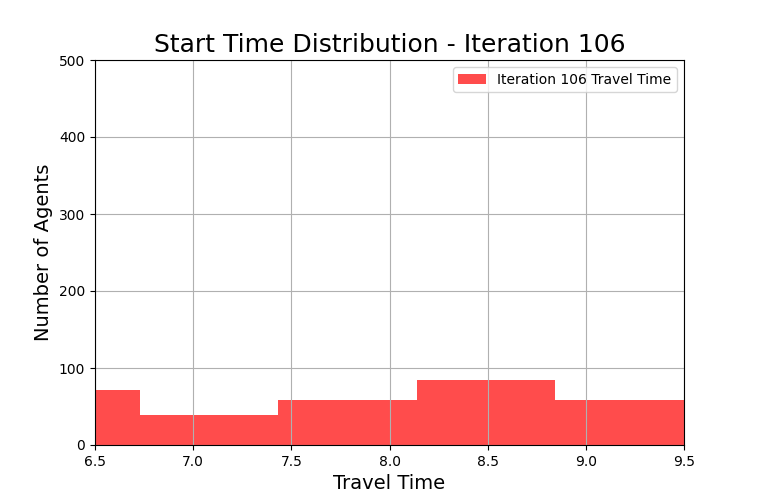 Start Time Distribution - Iteration 106
Iteration 106 Travel Time
Number of Agents
500
400
300
200
100
0
6.5 7.0 7.5 8.0 8.5 9.0 9.5
Travel Time